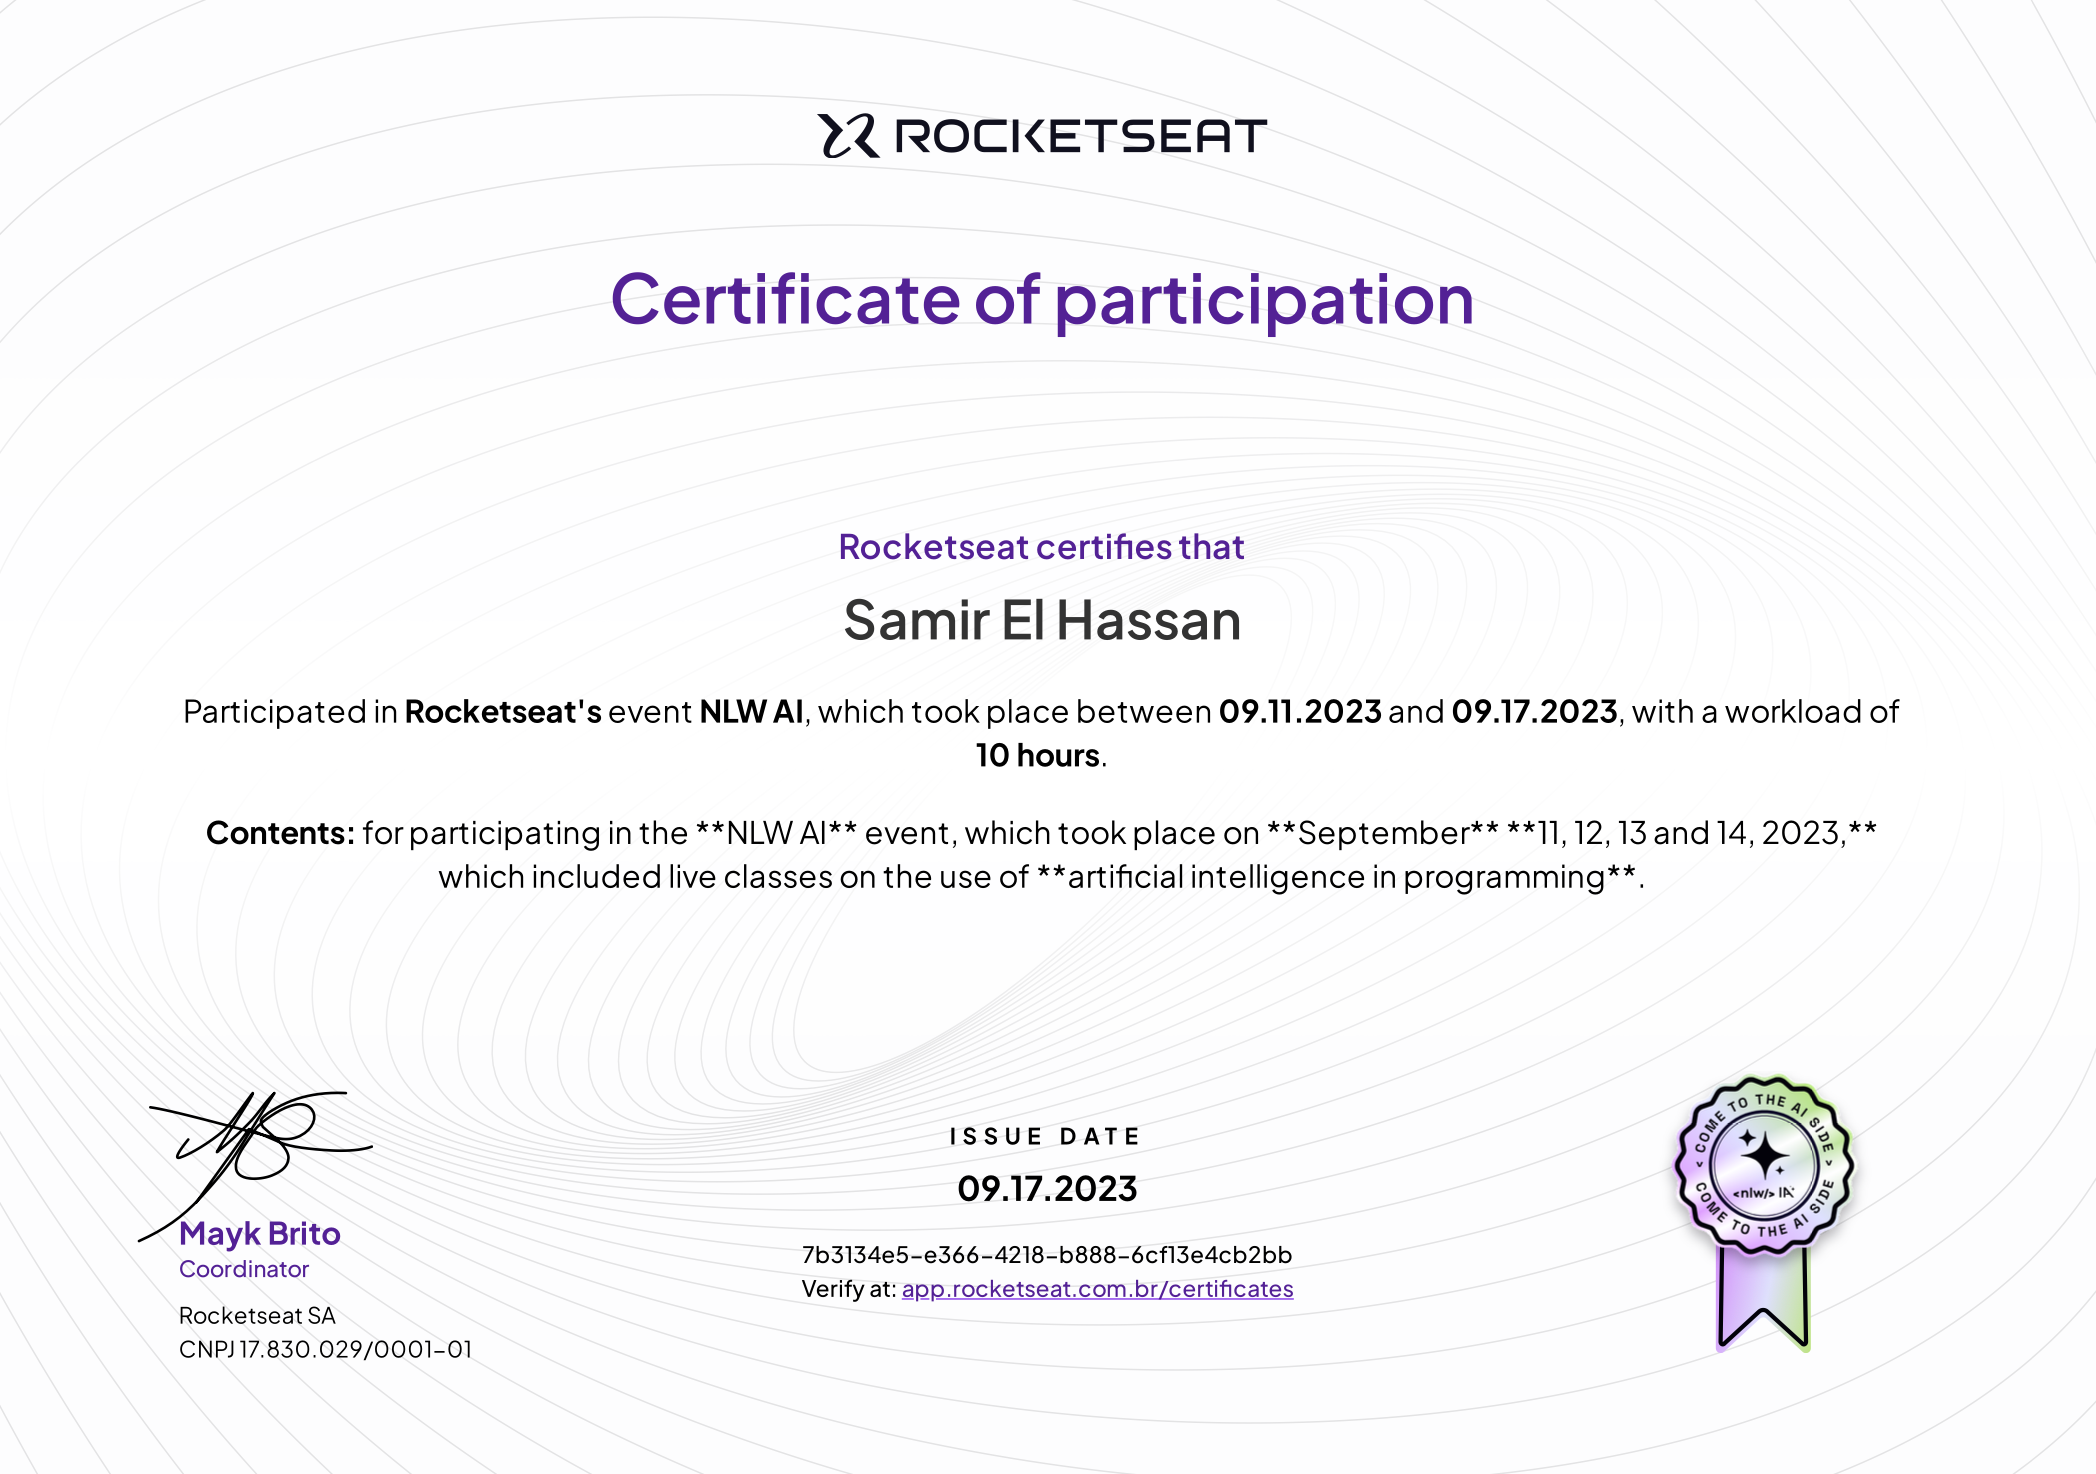 ROCKETSEAT
Certificate of participation
Rocketseat certifies that
Samir El Hassan
Participated in Rocketseat's event NLW AI, which took place between 09.11.2023 and 09.17.2023, with a workload of
10 hours.
Contents: for participating in the **NLW AI** event, which took place on **September** **11, 12, 13 and 14, 2023,**
which included live classes on the use of **artificial intelligence in programming**.
Mayk Brito
Coordinator
Rocketseat SA
CNPJ 17.830.029/0001-01
ISSUE DATE
09.17.2023
7b3134e5-e366-4218-b888-6cf13e4cb2bb
Verify at: app.rocketseat.com.br/certificates
< COME TO THE AI SIDE >
<nlw/> IA
COME TO THE AI SIDE